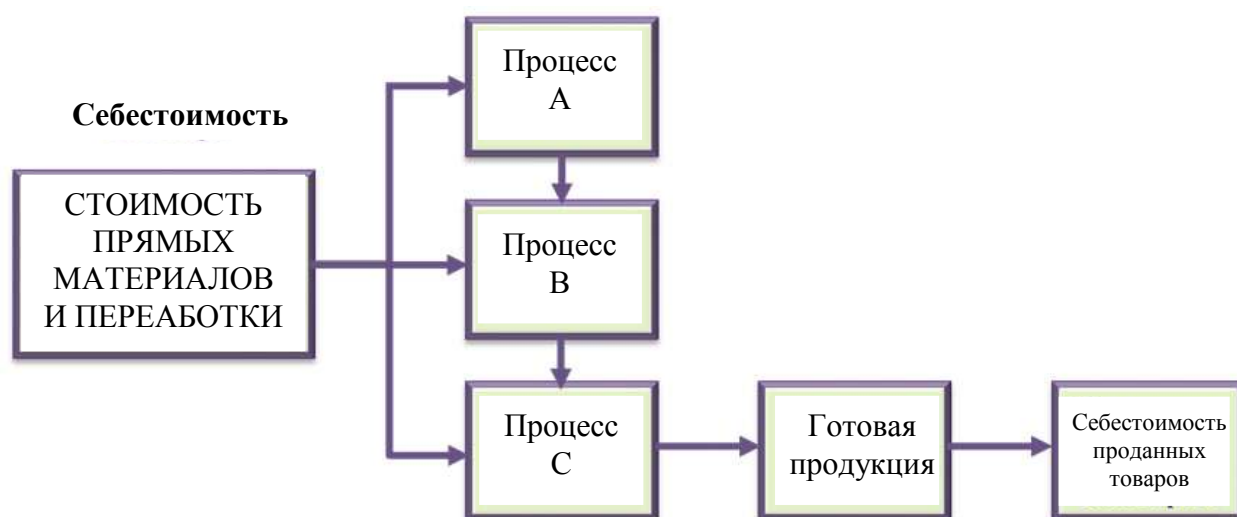 Себестоимость
СТОИМОСТЬ
ПРЯМЫХ
МАТЕРИАЛОВ
И ПЕРЕАБОТКИ
Процесс
А
Процесс
В
Процесс
С
Готовая
продукция
Себестоимость
проданных
товаров